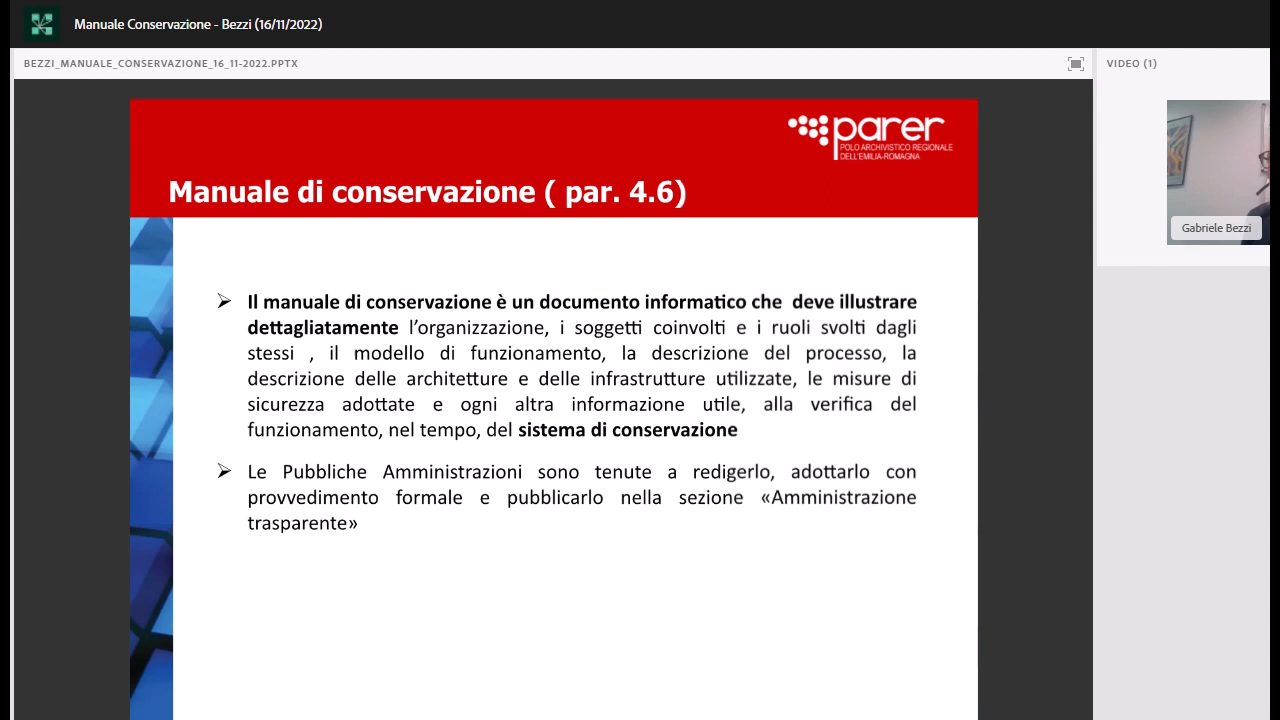 Manuale Conservazione - Bezzi (16/11/2022)
BEZZI_MANUALE_CONSERVAZIONE_16_11-2022.PPTX
VIDEO (1)
parer
POLO ARCHIVISTICO REGIONALE
DELL'EMILIA-ROMAGNA
Manuale di conservazione ( par. 4.6)
Gabriele Bezzi
➢ Il manuale di conservazione è un documento informatico che deve illustrare
dettagliatamente l’organizzazione, i soggetti coinvolti e i ruoli svolti dagli
stessi , il modello di funzionamento, la descrizione del processo, la
descrizione delle architetture e delle infrastrutture utilizzate, le misure di
sicurezza adottate e ogni altra informazione utile, alla verifica del
funzionamento, nel tempo, del sistema di conservazione
➢ Le Pubbliche Amministrazioni sono tenute a redigerlo, adottarlo con
provvedimento formale e pubblicarlo nella sezione «Amministrazione
trasparente»